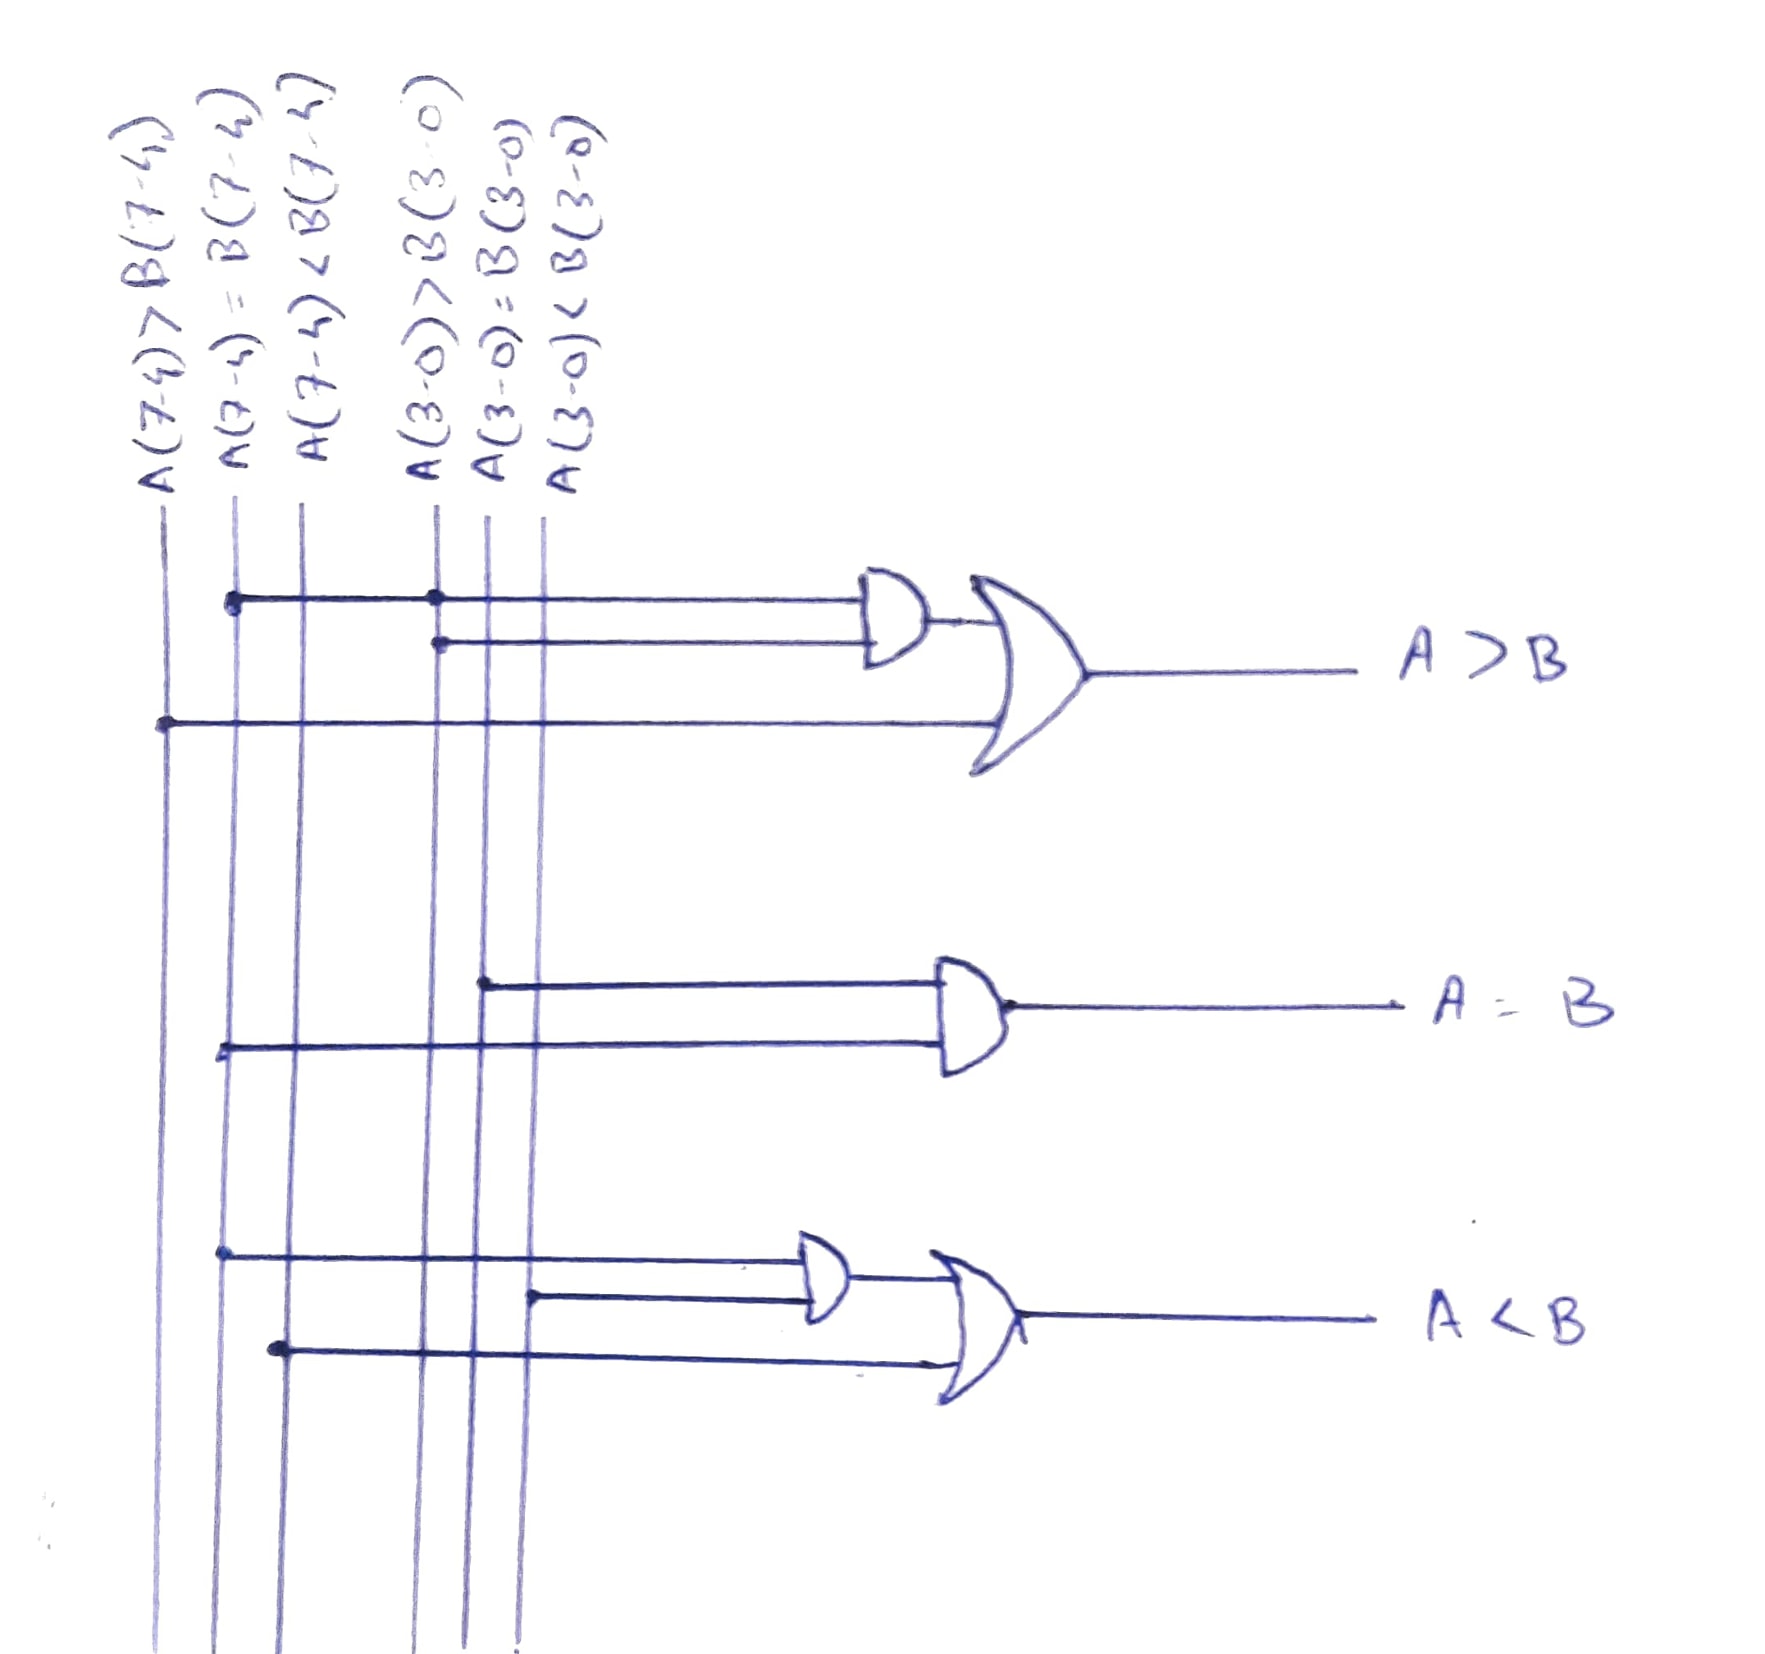 A(7-4) > B(7-4)
A(7-4) = B(7-4)
A(7-4) < B(7-4)
A(3-0) > B(3-0)
A(3-0) = B(3-0)
A(3-0) < B(3-0)
A > B
A = B
A < B